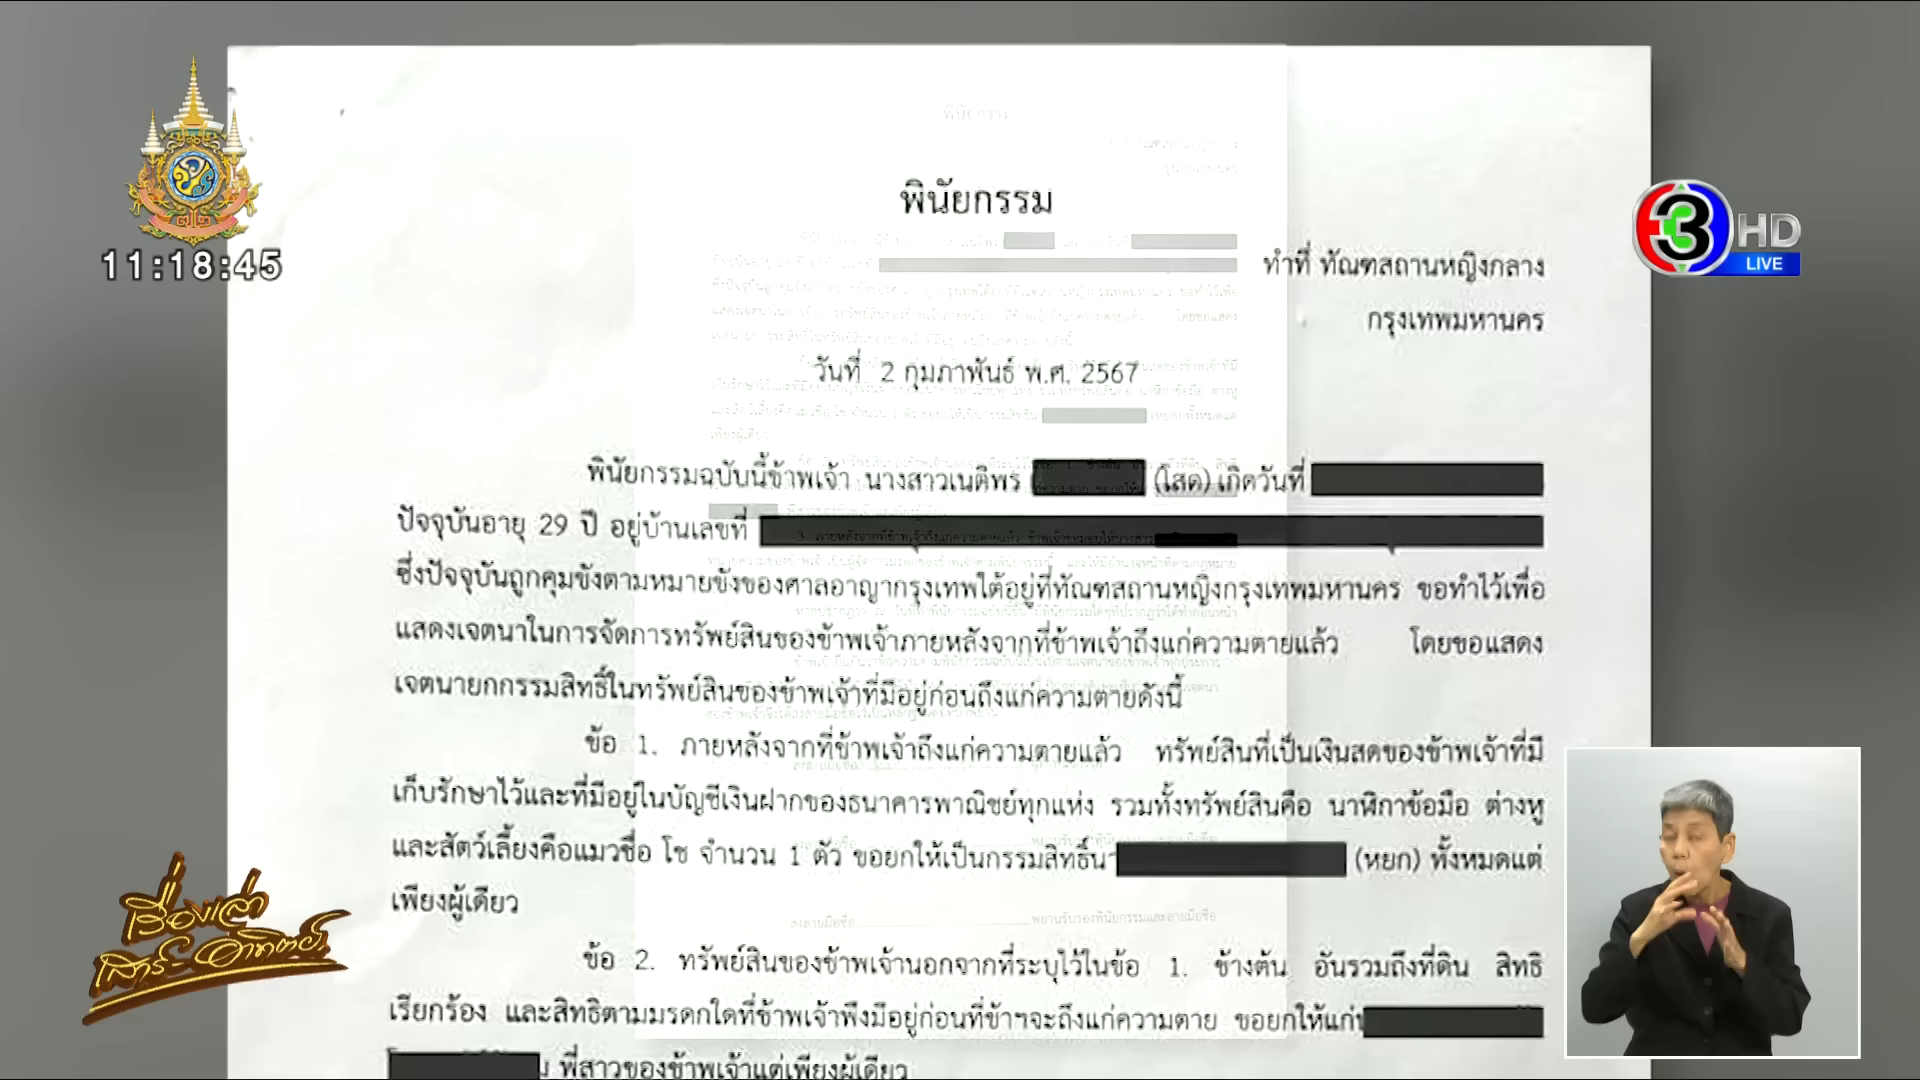 11:18:45
3 HD
LIVE
พินัยกรรม
ทำที่ ทัณฑสถานหญิงกลาง
กรุงเทพมหานคร
วันที่ 2 กุมภาพันธ์ พ.ศ. 2567
พินัยกรรมฉบับนี้ข้าพเจ้า นางสาวเนติพร (โสด) เกิดวันที่
ปัจจุบันอายุ 29 ปี อยู่บ้านเลขที่
ซึ่งปัจจุบันถูกคุมขังตามหมายขังของศาลอาญากรุงเทพใต้อยู่ที่ทัณฑสถานหญิงกรุงเทพมหานคร ขอทำไว้เพื่อ
แสดงเจตนาในการจัดการทรัพย์สินของข้าพเจ้าภายหลังจากที่ข้าพเจ้าถึงแก่ความตายแล้ว โดยขอแสดง
เจตนายกกรรมสิทธิ์ในทรัพย์สินของข้าพเจ้าที่มีอยู่ก่อนถึงแก่ความตายดังนี้
ข้อ 1. ภายหลังจากที่ข้าพเจ้าถึงแก่ความตายแล้ว ทรัพย์สินที่เป็นเงินสดของข้าพเจ้าที่มี
เก็บรักษาไว้และที่มีอยู่ในบัญชีเงินฝากของธนาคารพาณิชย์ทุกแห่ง รวมทั้งทรัพย์สินคือ นาฬิกาข้อมือ ต่างหู
และสัตว์เลี้ยงคือแมวชื่อ โช จำนวน 1 ตัว ขอยกให้เป็นกรรมสิทธิ์ (หยก) ทั้งหมดแต่
เพียงผู้เดียว
ข้อ 2. ทรัพย์สินของข้าพเจ้านอกจากที่ระบุไว้ในข้อ 1. ข้างต้น อันรวมถึงที่ดิน สิทธิ
เรียกร้อง และสิทธิตามมรดกใดที่ข้าพเจ้าพึงมีอยู่ก่อนที่ข้าฯจะถึงแก่ความตาย ขอยกให้แก่
พี่สาวของข้าพเจ้าแต่เพียงผู้เดียว
เรื่องเล่า
เสาร์-อาทิตย์